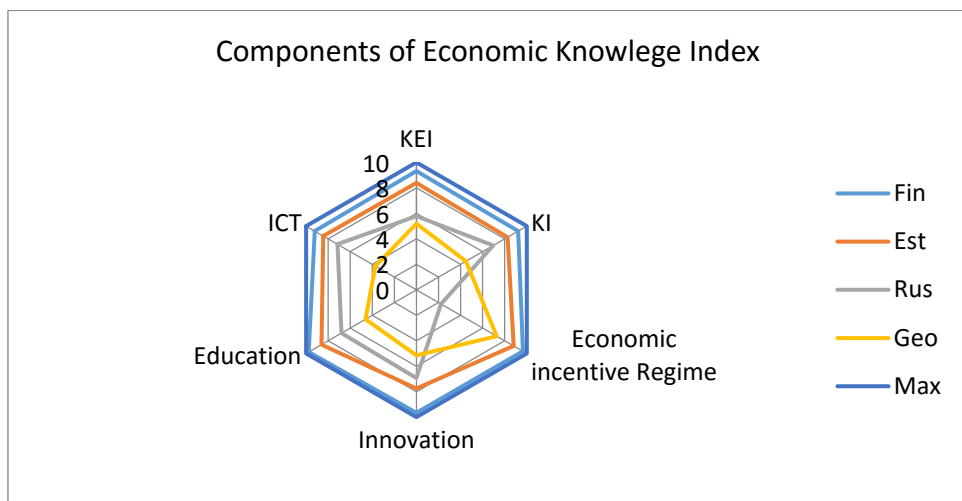 Components of Economic Knowlege Index
KEI
10
8
6
4
2
0
ICT
KI
Education
Economic
incentive Regime
Innovation
Fin
Est
Rus
Geo
Max